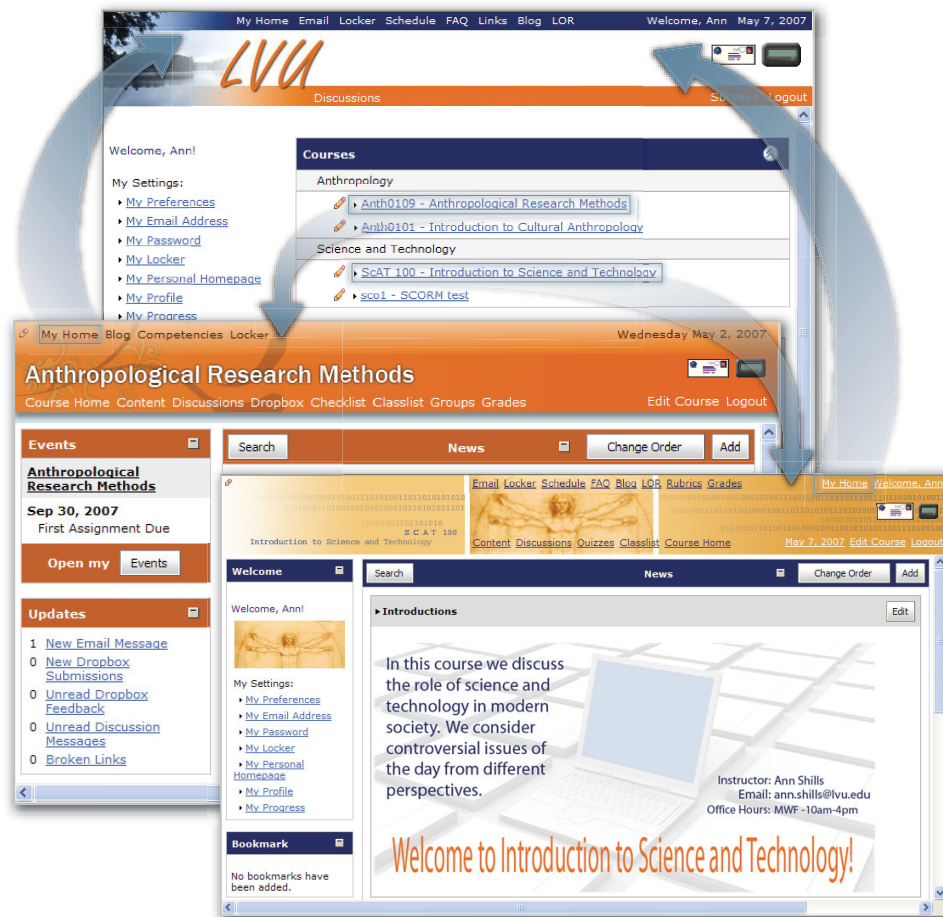 My Home Email Locker Schedule FAQ Links Blog LOR Welcome, Ann May 7, 2007
LVU
Discussions Surveys Logout
Welcome, Ann!
My Settings:
My Preferences
My Email Address
My Password
My Locker
My Personal Homepage
My Profile
My Progress
Courses
Anthropology
Anth0109 - Anthropological Research Methods
Anth0101 - Introduction to Cultural Anthropology
Science and Technology
ScAT 100 - Introduction to Science and Technology
sco1 - SCORM test
My Home Blog Competencies Locker Wednesday May 2, 2007
Anthropological Research Methods
Course Home Content Discussions Dropbox Checklist Classlist Groups Grades Edit Course Logout
Events
Anthropological
Research Methods
Sep 30, 2007
First Assignment Due
Open my Events
Updates
1 New Email Message
0 New Dropbox
Submissions
0 Unread Dropbox
Feedback
0 Unread Discussion
Messages
0 Broken Links
Search News Change Order Add
Email Locker Schedule FAQ Blog LOR Rubrics Grades My Home Welcome, Ann
SCAT 100
Introduction to Science and Technology
Content Discussions Quizzes Classlist Course Home May 7, 2007 Edit Course Logout
Welcome
Welcome, Ann!
My Settings:
My Preferences
My Email Address
My Password
My Locker
My Personal
Homepage
My Profile
My Progress
Bookmark
No bookmarks have
been added.
Search News Change Order Add
Introductions Edit
In this course we discuss
the role of science and
technology in modern
society. We consider
controversial issues of
the day from different
perspectives.
Instructor: Ann Shills
Email: ann.shills@lvu.edu
Office Hours: MWF -10am-4pm
Welcome to Introduction to Science and Technology!